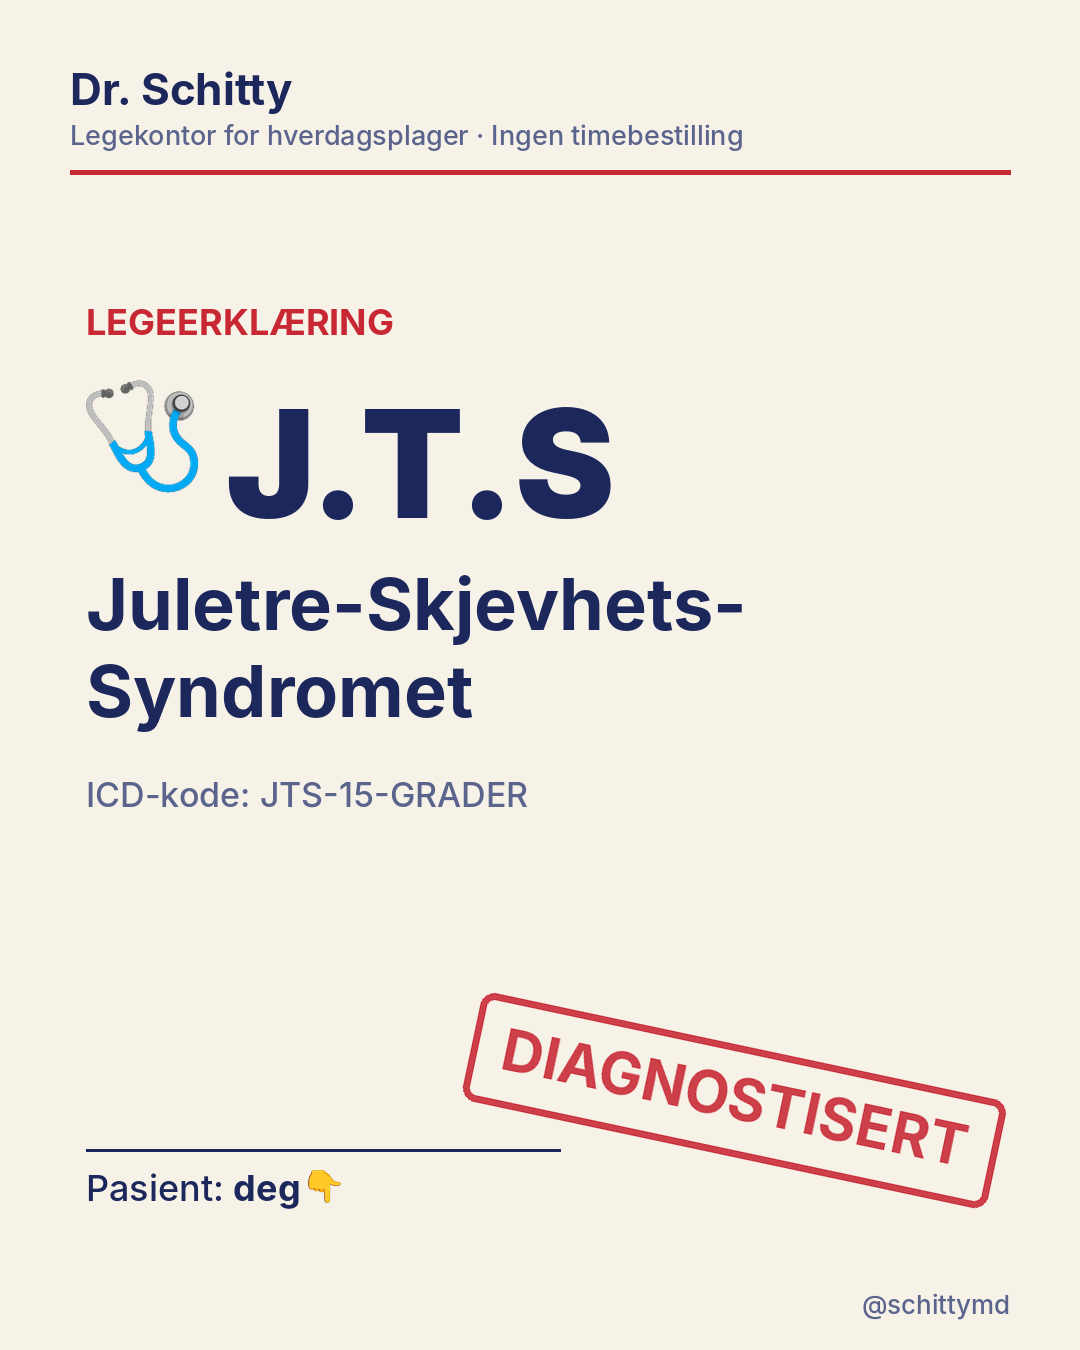 Dr. Schitty
Legekontor for hverdagsplager · Ingen timebestilling
LEGEERKLÆRING
J.T.S
Juletre-Skjevhets-
Syndromet
ICD-kode: JTS-15-GRADER
DIAGNOSTISERT
Pasient: deg👇
@schittymd